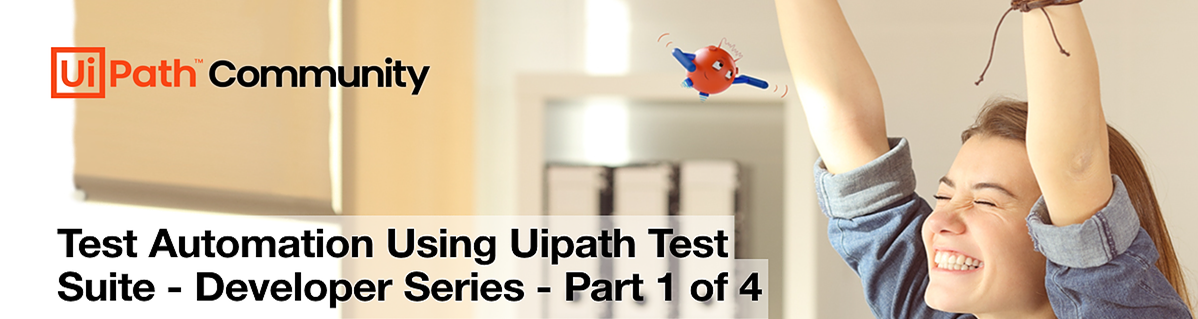 UiPath™ Community
Test Automation Using Uipath Test
Suite - Developer Series - Part 1 of 4